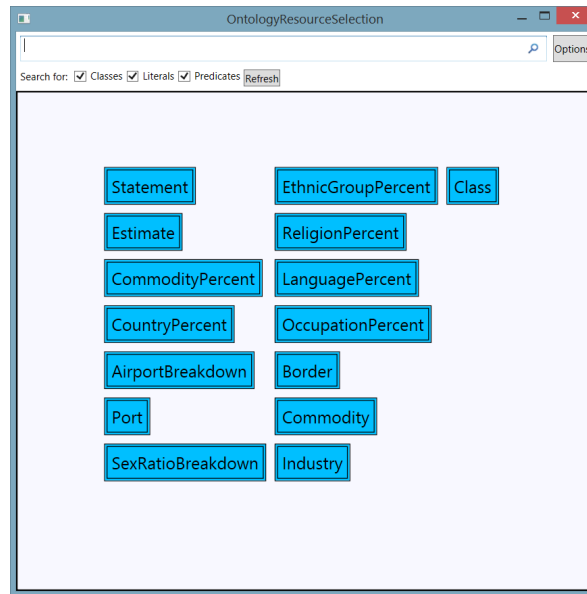 OntologyResourceSelection
Options
Search for: Classes Literals Predicates Refresh
Statement EthnicGroupPercent Class
Estimate ReligionPercent
CommodityPercent LanguagePercent
CountryPercent OccupationPercent
AirportBreakdown Border
Port Commodity
SexRatioBreakdown Industry